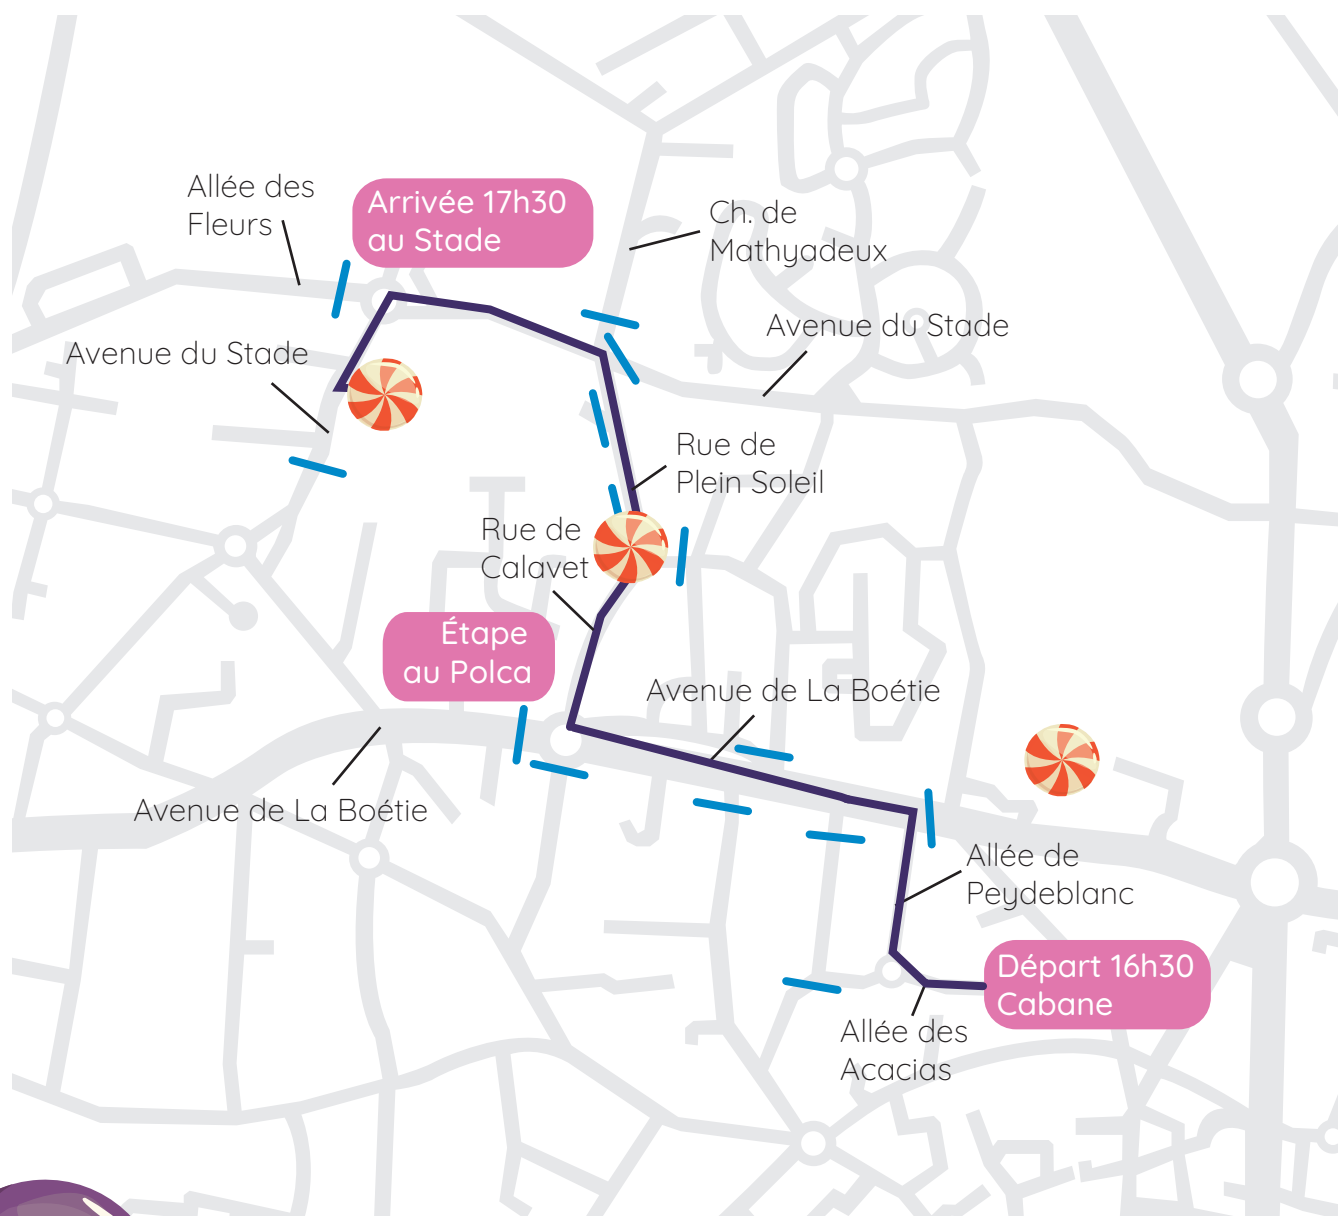 Allée des
Fleurs
Arrivée 17h30
au Stade
Ch. de
Mathyadeux
Avenue du Stade
Avenue du Stade
Rue de
Plein Soleil
Rue de
Calavet
Étape
au Polca
Avenue de La Boétie
Avenue de La Boétie
Allée de
Peydeblanc
Départ 16h30
Cabane
Allée des
Acacias